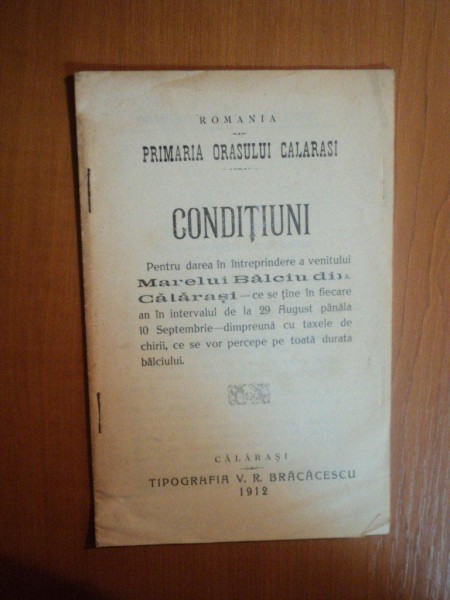 ROMANIA
PRIMARIA ORASULUI CALARASI
CONDIȚIUNI
Pentru darea în întreprindere a venitului
Marelui Bâlciu din
Călărași—ce se ține în fiecare
an în intervalul de la 29 August pănăla
10 Septembrie—dimpreună cu taxele de
chirii, ce se vor percepe pe toată durata
bâlciului.
CĂLĂRAȘI
TIPOGRAFIA V. R. BRĂCĂCESCU
1912